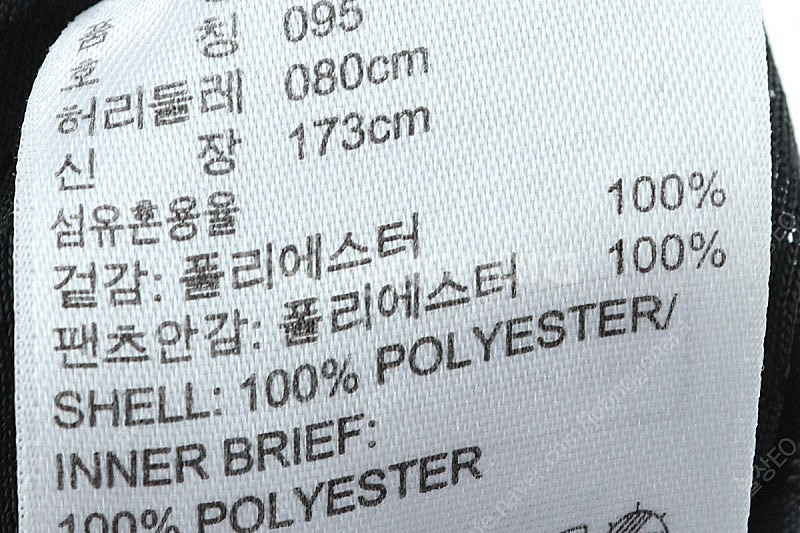 호 칭 095
허리둘레 080cm
신 장 173cm
섬유혼용율
겉감: 폴리에스터 100%
팬츠안감: 폴리에스터 100%
SHELL: 100% POLYESTER/
INNER BRIEF:
100% POLYESTER